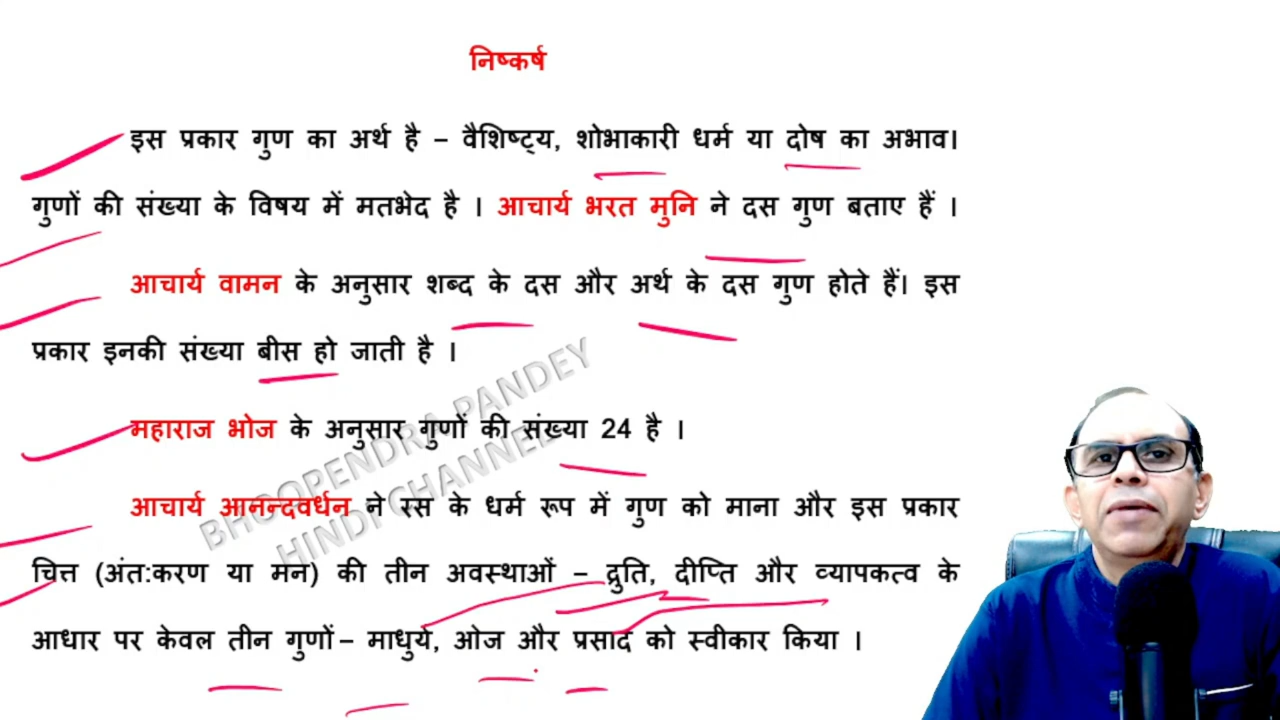 निष्कर्ष
इस प्रकार गुण का अर्थ है – वैशिष्ट्य, शोभाकारी धर्म या दोष का अभाव।
गुणों की संख्या के विषय में मतभेद है । आचार्य भरत मुनि ने दस गुण बताए हैं ।
आचार्य वामन के अनुसार शब्द के दस और अर्थ के दस गुण होते हैं। इस
प्रकार इनकी संख्या बीस हो जाती है ।
महाराज भोज के अनुसार गुणों की संख्या 24 है ।
आचार्य आनन्दवर्धन ने रस के धर्म रूप में गुण को माना और इस प्रकार
चित्त (अंत:करण या मन) की तीन अवस्थाओं – द्रुति, दीप्ति और व्यापकत्व के
आधार पर केवल तीन गुणों– माधुर्य, ओज और प्रसाद को स्वीकार किया ।
BHOOPENDRA PANDEY
HINDI CHANNEL